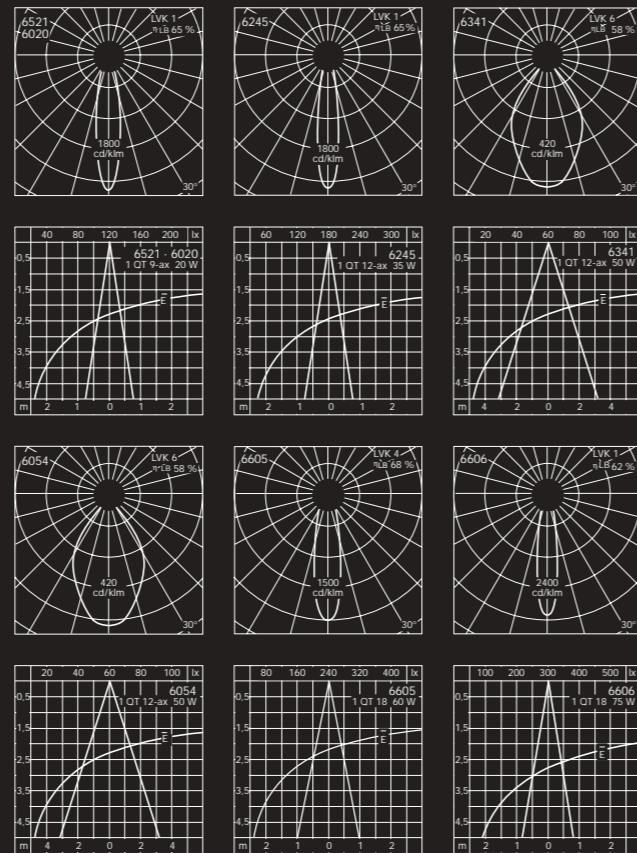 6521
6020
LVK 1
ηLB 65 %
1800
cd/klm
30°
6245
LVK 1
ηLB 65%
1800
cd/klm
30°
6341
LVK 6
ηLB 58 %
420
cd/klm
30°
40 80 120 160 200 lx
6521 · 6020
1 QT 9-ax 20 W
0,5
1,5
2,5
3,5
4,5
E
m 2 1 0 1 2
60 120 180 240 300 lx
6245
1 QT 12-ax 35 W
0,5
1,5
2,5
3,5
4,5
E
m 2 1 0 1 2
20 40 60 80 100 lx
6341
1 QT 12-ax 50 W
0,5
1,5
2,5
3,5
4,5
E
m 4 2 0 2 4
6054
LVK 6
ηLB 58 %
420
cd/klm
30°
6605
LVK 4
ηLB 68 %
1500
cd/klm
30°
6606
LVK 1
ηLB 62 %
2400
cd/klm
30°
20 40 60 80 100 lx
6054
1 QT 12-ax 50 W
0,5
1,5
2,5
3,5
4,5
E
m 4 2 0 2 4
80 160 240 320 400 lx
6605
1 QT 18 60 W
0,5
1,5
2,5
3,5
4,5
E
m 2 1 0 1 2
100 200 300 400 500 lx
6606
1 QT 18 75 W
0,5
1,5
2,5
3,5
4,5
E
m 2 1 0 1 2